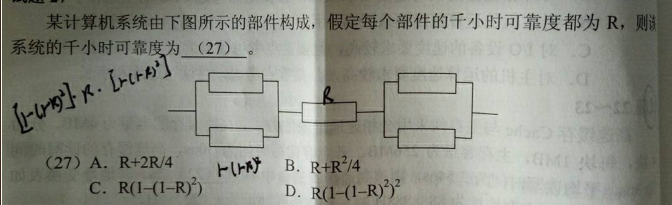 某计算机系统由下图所示的部件构成，假定每个部件的千小时可靠度都为 R，则
系统的千小时可靠度为 （27） 。
[1-(1-R)²]·R·[1-(1-R)²]
R
1-(1-R)²
（27）A．R+2R/4 B．R+R²/4
C．R(1–(1–R)²) D．R(1–(1–R)²)²